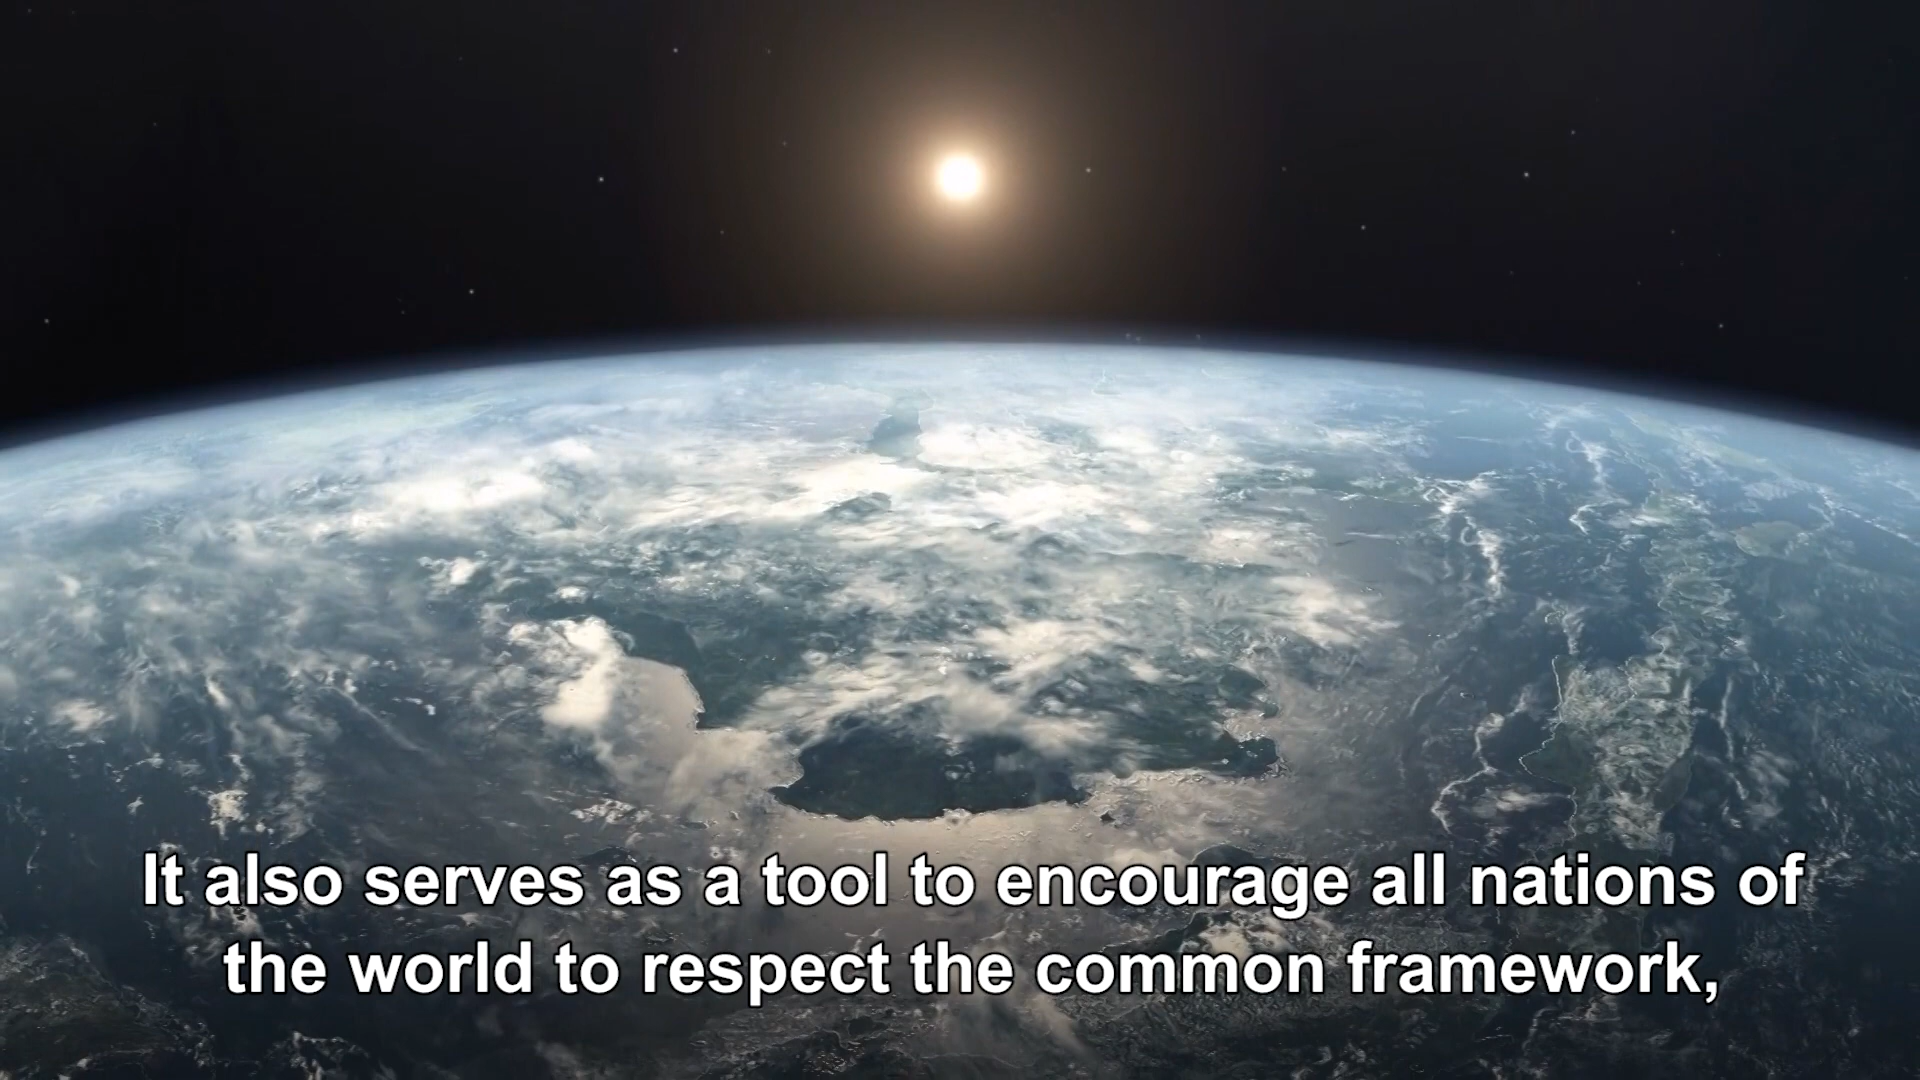 It also serves as a tool to encourage all nations of
the world to respect the common framework,